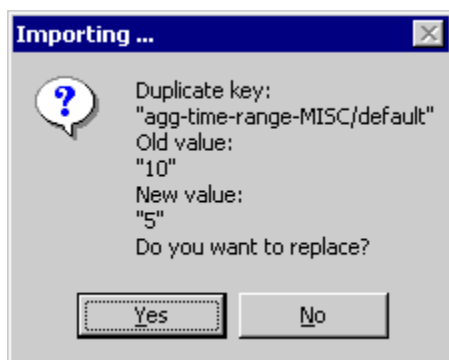 Importing ...
Duplicate key:
"agg-time-range-MISC/default"
Old value:
"10"
New value:
"5"
Do you want to replace?
Yes
No